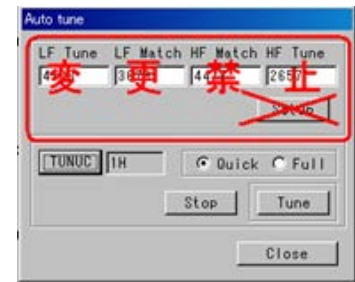 Auto tune
LF Tune LF Match HF Match HF Tune
2657
変更禁止
TUNUC 1H Quick Full
Stop Tune
Close